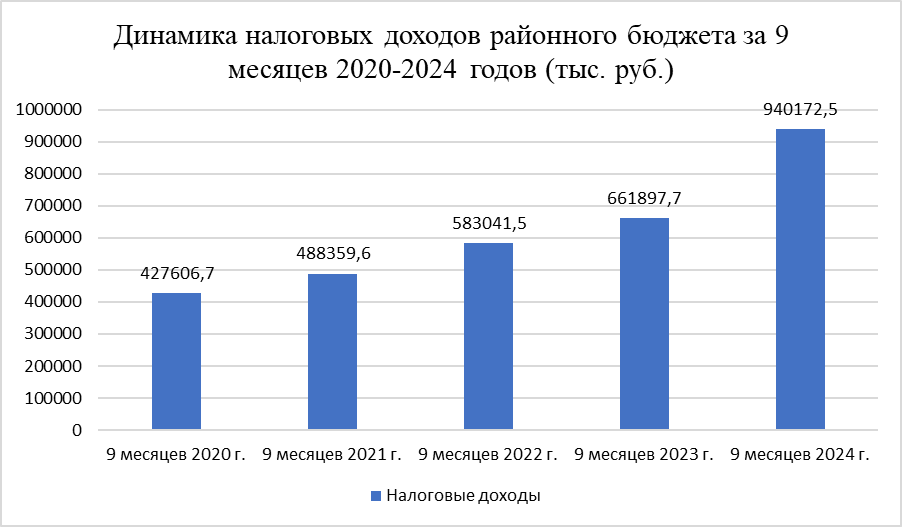 Динамика налоговых доходов районного бюджета за 9
месяцев 2020-2024 годов (тыс. руб.)
1000000
900000
800000
700000
600000
500000
400000
300000
200000
100000
0
427606,7
488359,6
583041,5
661897,7
940172,5
9 месяцев 2020 г.
9 месяцев 2021 г.
9 месяцев 2022 г.
9 месяцев 2023 г.
9 месяцев 2024 г.
Налоговые доходы